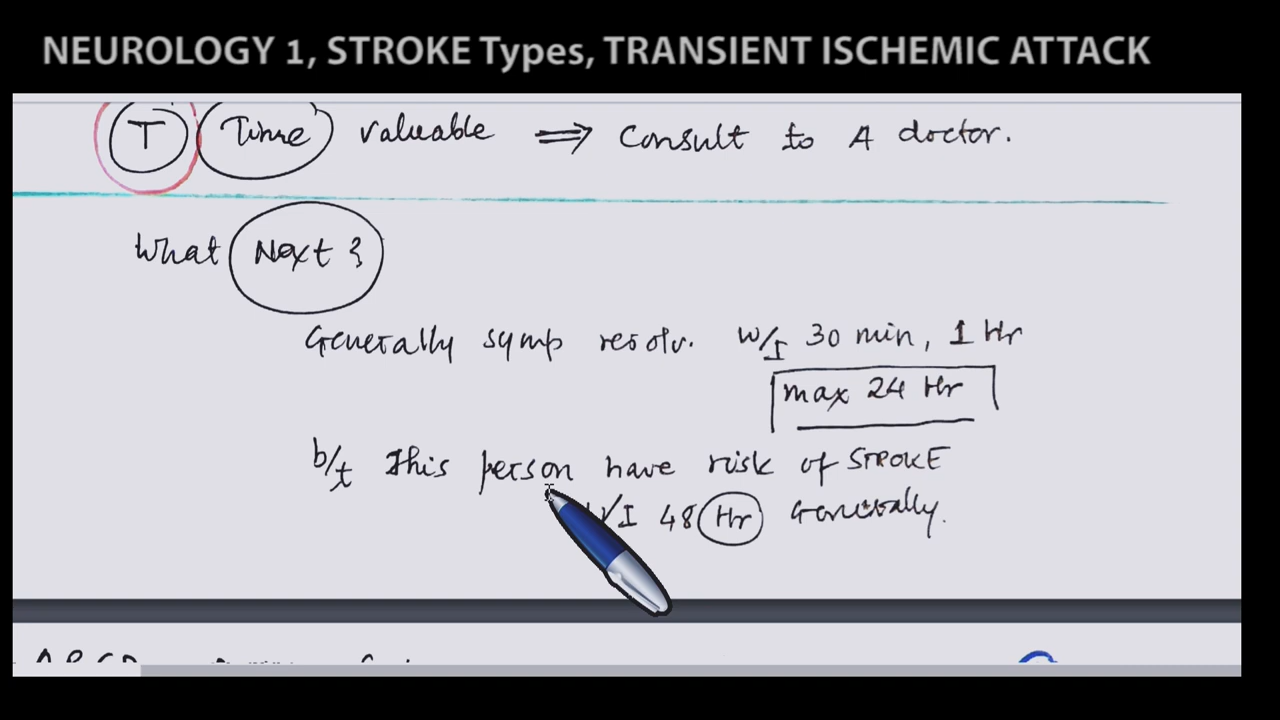 NEUROLOGY 1, STROKE Types, TRANSIENT ISCHEMIC ATTACK
T Time valuable ⇒ Consult to A doctor.
What Next ?
Generally symp resolv. W/I 30 min, 1 Hr
max 24 Hr
b/t This person have risk of STROKE
W/I 48 Hr Generally.